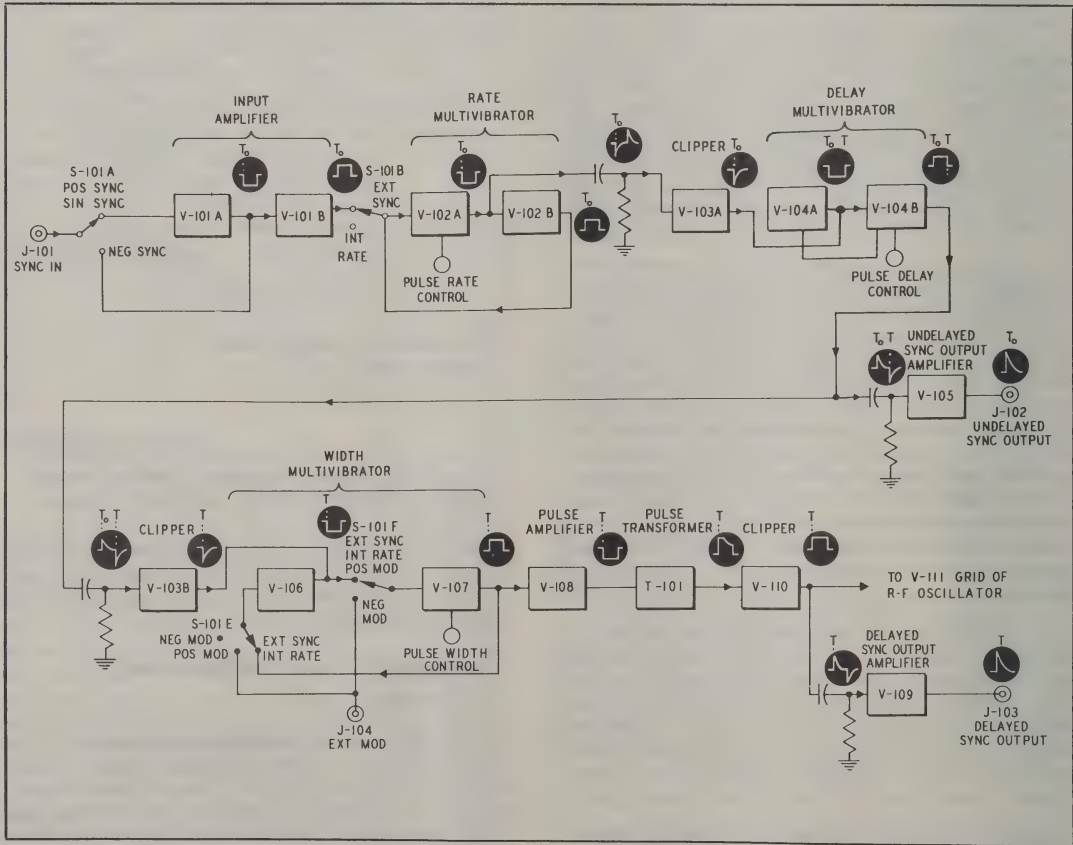 INPUT
AMPLIFIER
T₀
T₀
S-101A
POS SYNC
SIN SYNC
J-101
SYNC IN
NEG SYNC
V-101 A
V-101 B
S-101B
EXT
SYNC
INT
RATE
RATE
MULTIVIBRATOR
T₀
V-102 A
V-102 B
PULSE RATE
CONTROL
T₀
T₀
CLIPPER T₀
V-103A
DELAY
MULTIVIBRATOR
T₀ T
T₀ T
V-104A
V-104B
PULSE DELAY
CONTROL
T₀ T
UNDELAYED
SYNC OUTPUT
AMPLIFIER
V-105
T₀
J-102
UNDELAYED
SYNC OUTPUT
T₀ T
CLIPPER
T
V-103B
WIDTH
MULTIVIBRATOR
T
S-101 F
EXT SYNC
INT RATE
POS MOD
V-106
NEG
MOD
S-101 E
NEG MOD
POS MOD
EXT SYNC
INT RATE
J-104
EXT MOD
T
V-107
PULSE WIDTH
CONTROL
PULSE
AMPLIFIER
T
V-108
PULSE
TRANSFORMER
T
T-101
CLIPPER
T
V-110
TO V-111 GRID OF
R-F OSCILLATOR
T
DELAYED
SYNC OUTPUT
AMPLIFIER
V-109
T
J-103
DELAYED
SYNC OUTPUT